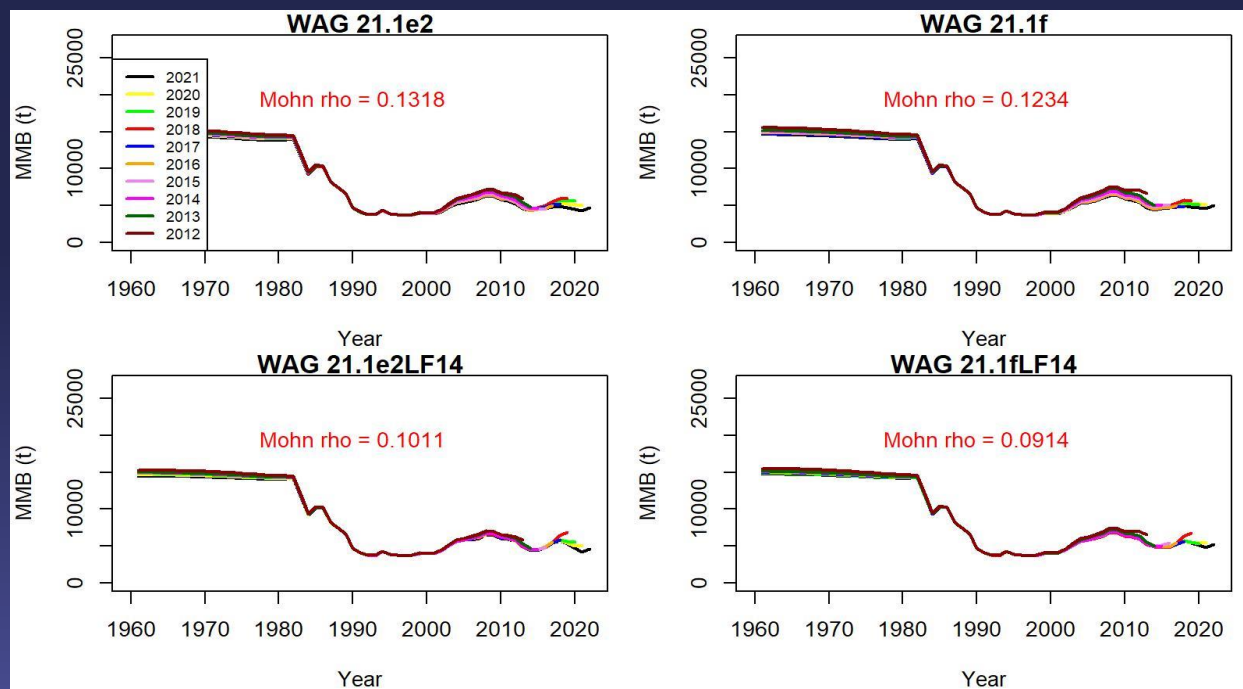 WAG 21.1e2
MMB (t)
25000
10000
0
2021
2020
2019
2018
2017
2016
2015
2014
2013
2012
Mohn rho = 0.1318
1960 1970 1980 1990 2000 2010 2020
Year
WAG 21.1f
MMB (t)
25000
10000
0
Mohn rho = 0.1234
1960 1970 1980 1990 2000 2010 2020
Year
WAG 21.1e2LF14
MMB (t)
25000
10000
0
Mohn rho = 0.1011
1960 1970 1980 1990 2000 2010 2020
Year
WAG 21.1fLF14
MMB (t)
25000
10000
0
Mohn rho = 0.0914
1960 1970 1980 1990 2000 2010 2020
Year